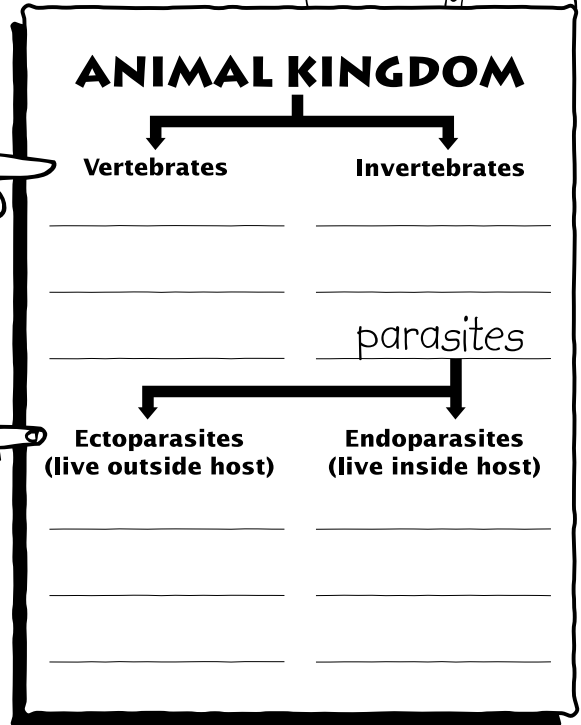 ANIMAL KINGDOM
Vertebrates
Invertebrates
parasites
Ectoparasites
(live outside host)
Endoparasites
(live inside host)